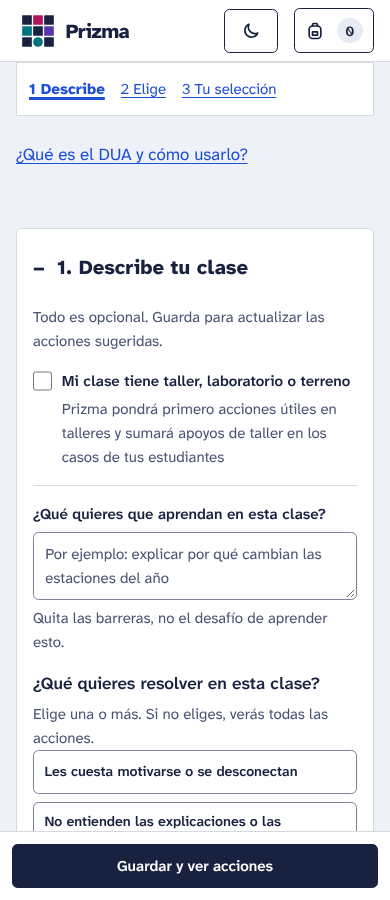 Prizma
0
1 Describe 2 Elige 3 Tu selección
¿Qué es el DUA y cómo usarlo?
– 1. Describe tu clase
Todo es opcional. Guarda para actualizar las
acciones sugeridas.
Mi clase tiene taller, laboratorio o terreno
Prizma pondrá primero acciones útiles en
talleres y sumará apoyos de taller en los
casos de tus estudiantes
¿Qué quieres que aprendan en esta clase?
Por ejemplo: explicar por qué cambian las
estaciones del año
Quita las barreras, no el desafío de aprender
esto.
¿Qué quieres resolver en esta clase?
Elige una o más. Si no eliges, verás todas las
acciones.
Les cuesta motivarse o se desconectan
No entienden las explicaciones o las
Guardar y ver acciones